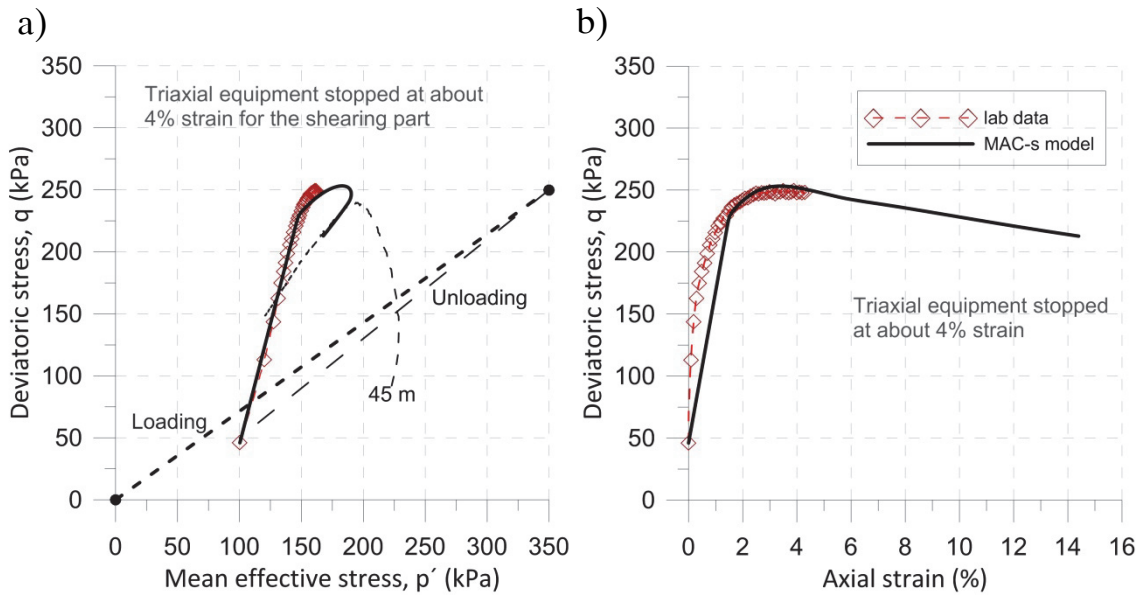 a)
350
300
250
200
150
100
50
0
Deviatoric stress, q (kPa)
Triaxial equipment stopped at about
4% strain for the shearing part
Unloading
45 m
Loading
0
50
100
150
200
250
300
350
Mean effective stress, p´ (kPa)
b)
350
300
250
200
150
100
50
0
Deviatoric stress, q (kPa)
lab data
MAC-s model
Triaxial equipment stopped
at about 4% strain
0
2
4
6
8
10
12
14
16
Axial strain (%)